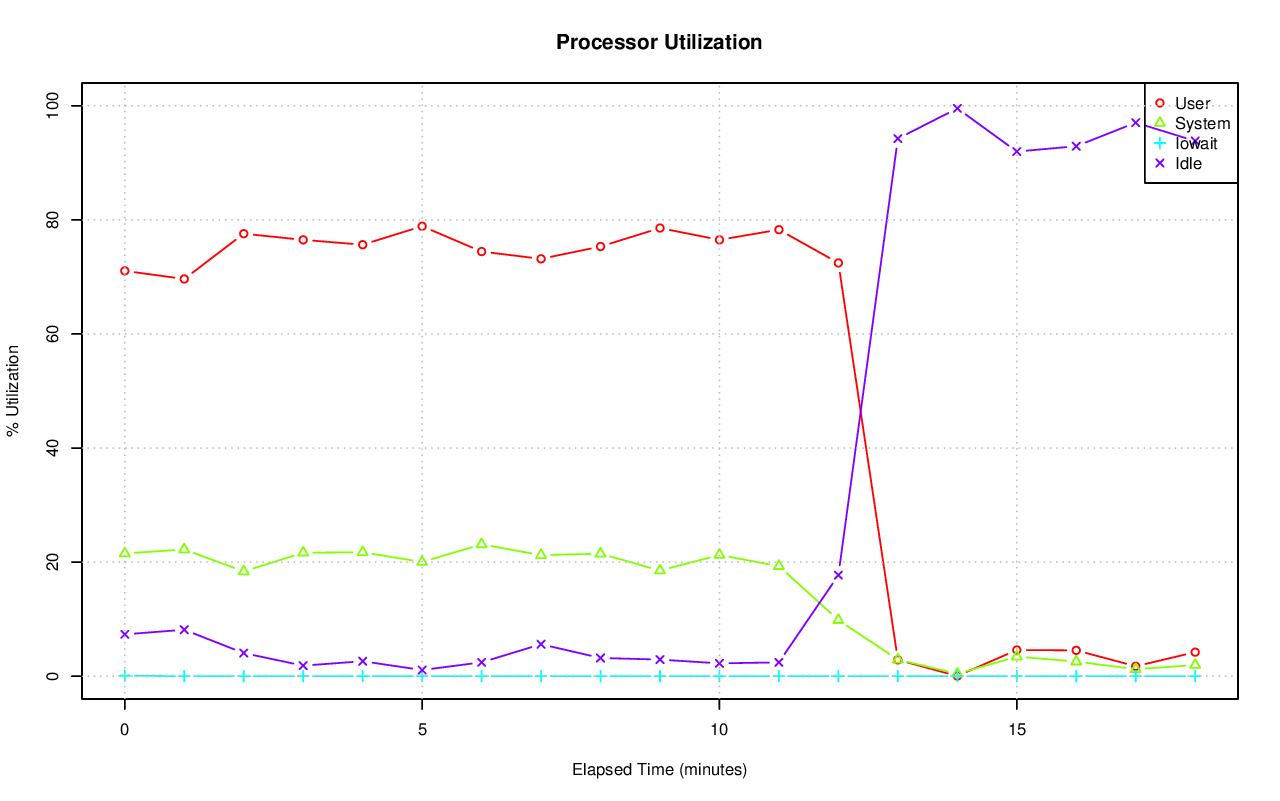 Processor Utilization
User
System
Iowait
Idle
% Utilization
100
80
60
40
20
0
0 5 10 15
Elapsed Time (minutes)